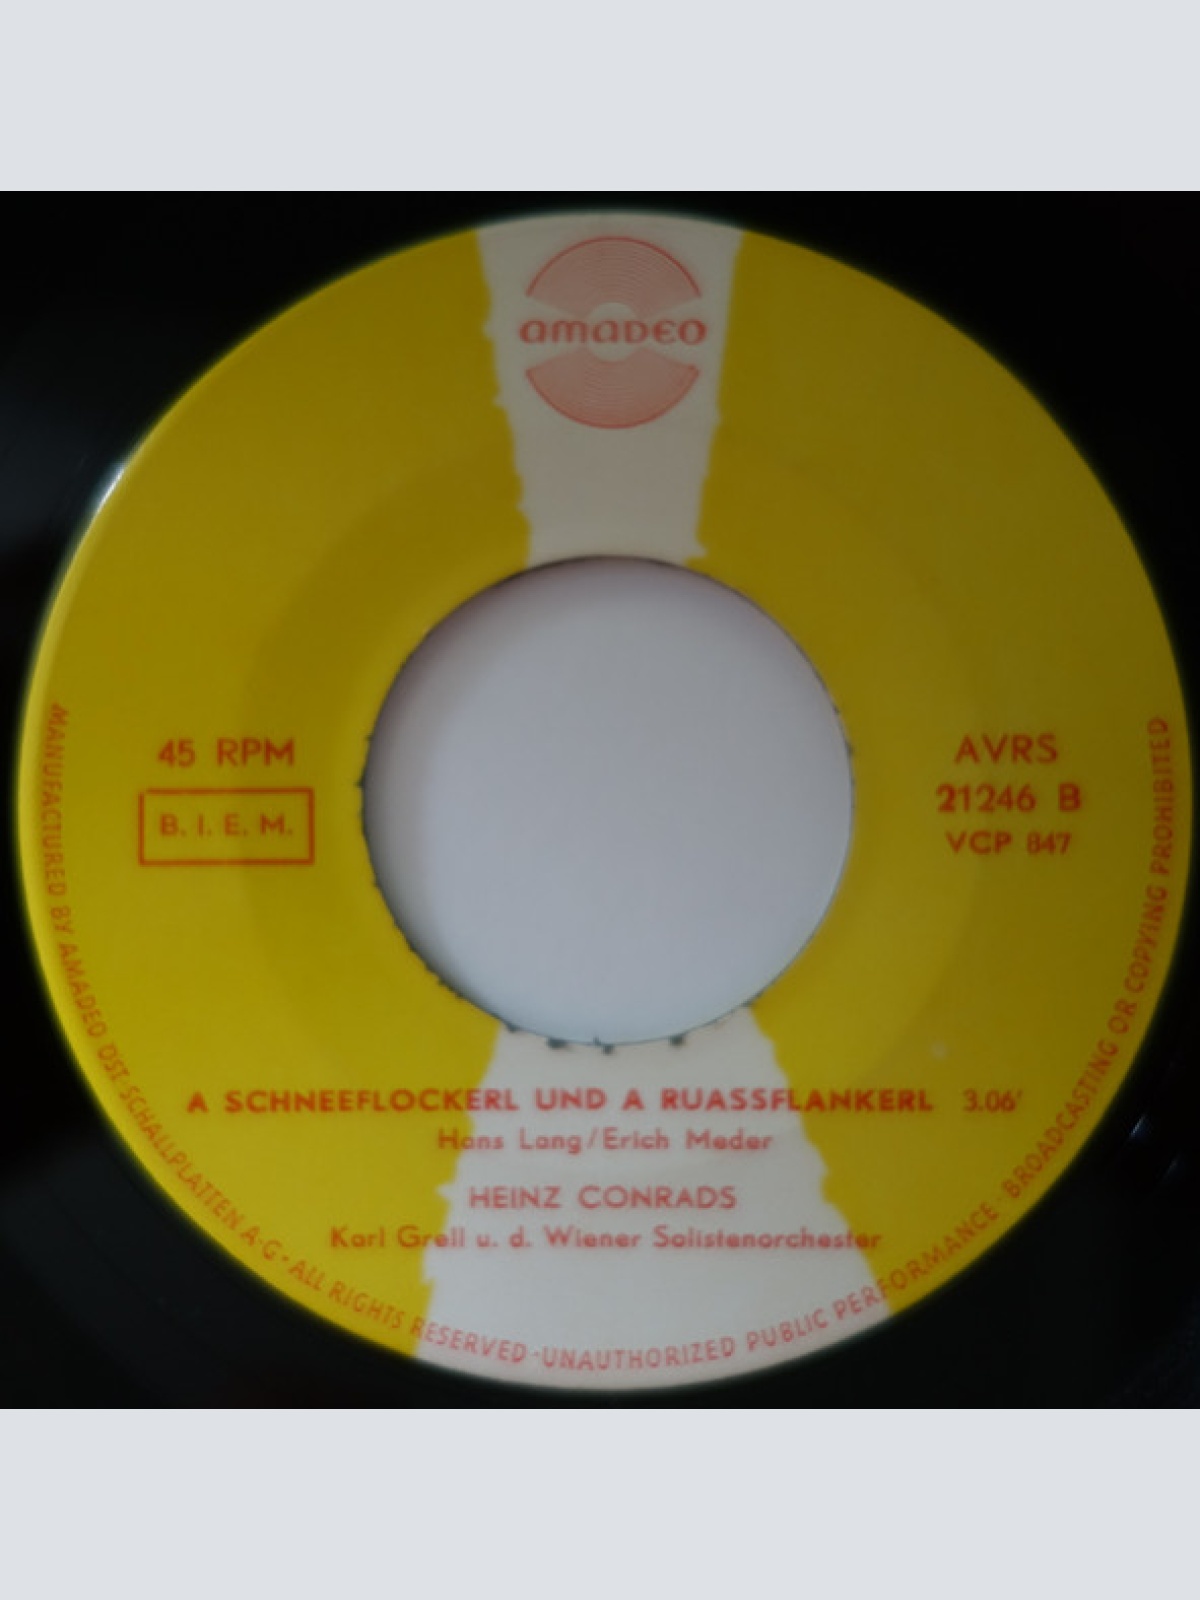 AMADEO
45 RPM
B. I. E. M.
AVRS
21246 B
VCP 847
A SCHNEEFLOCKERL UND A RUASSFLANKERL 3.06'
Hans Lang/Erich Meder
HEINZ CONRADS
Karl Grell u. d. Wiener Solistenorchester
MANUFACTURED BY AMADEO ÖST. SCHALLPLATTEN A-G · ALL RIGHTS RESERVED · UNAUTHORIZED PUBLIC PERFORMANCE · BROADCASTING OR COPYING PROHIBITED